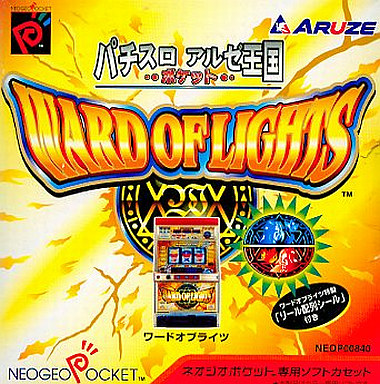 NEOGEO POCKET
ARUZE
パチスロ アルゼ王国
ポケット
WARD OF LIGHTS
TM
WARD OF LIGHTS
ワードオブライツ
ワードオブライツ特製
「リール配列シール」
付き
NEOP00840
NEOGEO POCKET
ネオジオポケット専用ソフトカセット